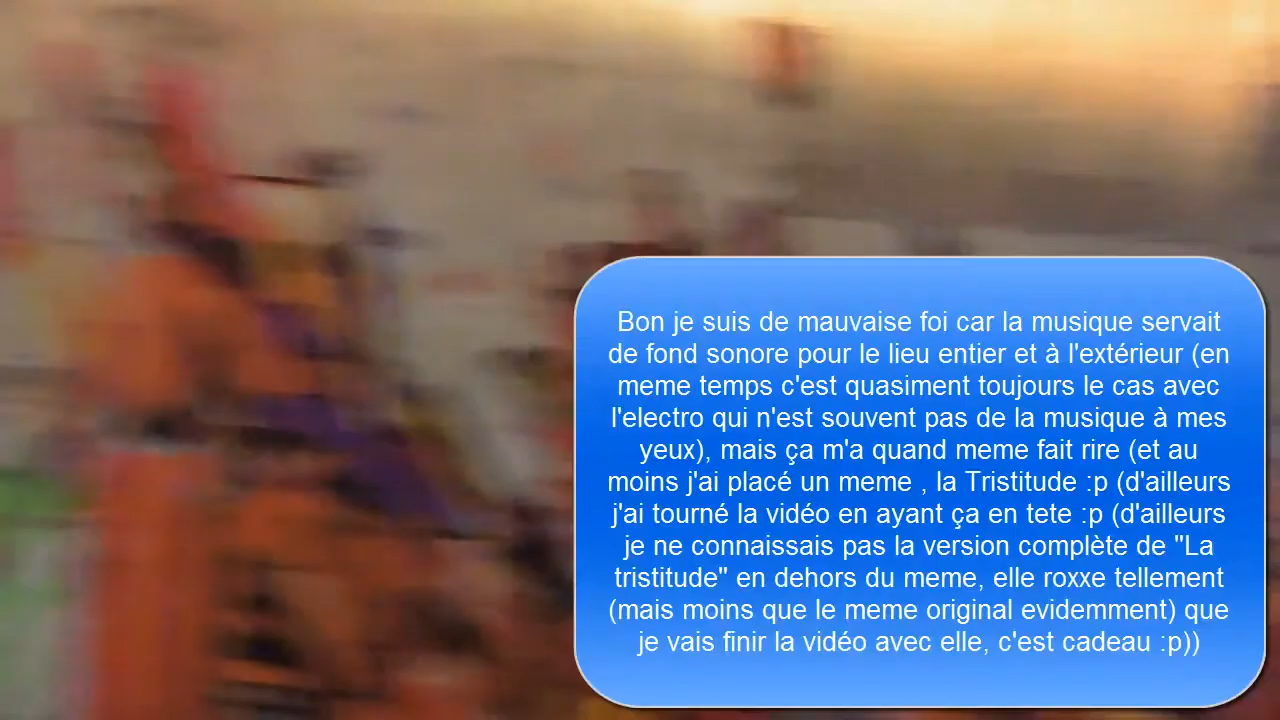 Bon je suis de mauvaise foi car la musique servait
de fond sonore pour le lieu entier et à l'extérieur (en
meme temps c'est quasiment toujours le cas avec
l'electro qui n'est souvent pas de la musique à mes
yeux), mais ça m'a quand meme fait rire (et au
moins j'ai placé un meme , la Tristitude :p (d'ailleurs
j'ai tourné la vidéo en ayant ça en tete :p (d'ailleurs
je ne connaissais pas la version complète de "La
tristitude" en dehors du meme, elle roxxe tellement
(mais moins que le meme original evidemment) que
je vais finir la vidéo avec elle, c'est cadeau :p))